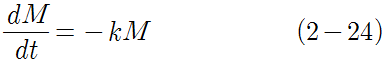 dM/dt = −kM (2−24)